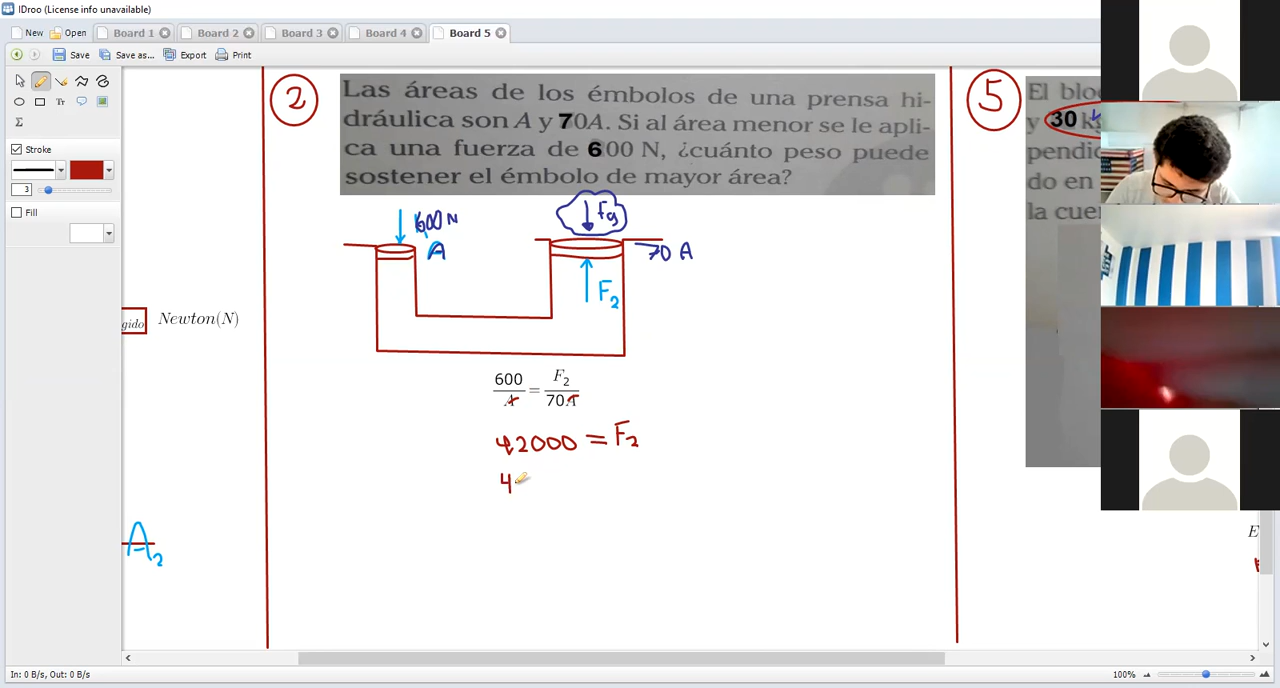 IDroo (License info unavailable)
New Open Board 1 Board 2 Board 3 Board 4 Board 5
Save Save as... Export Print
Tr
Σ
Stroke
3
Fill
gido Newton(N)
A2
2
Las áreas de los émbolos de una prensa hi-
dráulica son A y 70A. Si al área menor se le apli-
ca una fuerza de 600 N, ¿cuánto peso puede
sostener el émbolo de mayor área?
600 N
Fg
A
70 A
F2
600/A = F2/70A
42000 = F2
4
5
El blo
y 30 k
pendi
do en
la cue
E
In: 0 B/s, Out: 0 B/s
100%